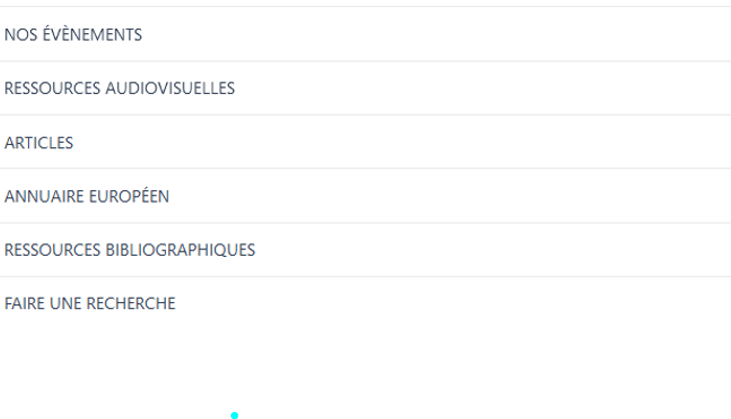 NOS ÉVÈNEMENTS
RESSOURCES AUDIOVISUELLES
ARTICLES
ANNUAIRE EUROPÉEN
RESSOURCES BIBLIOGRAPHIQUES
FAIRE UNE RECHERCHE